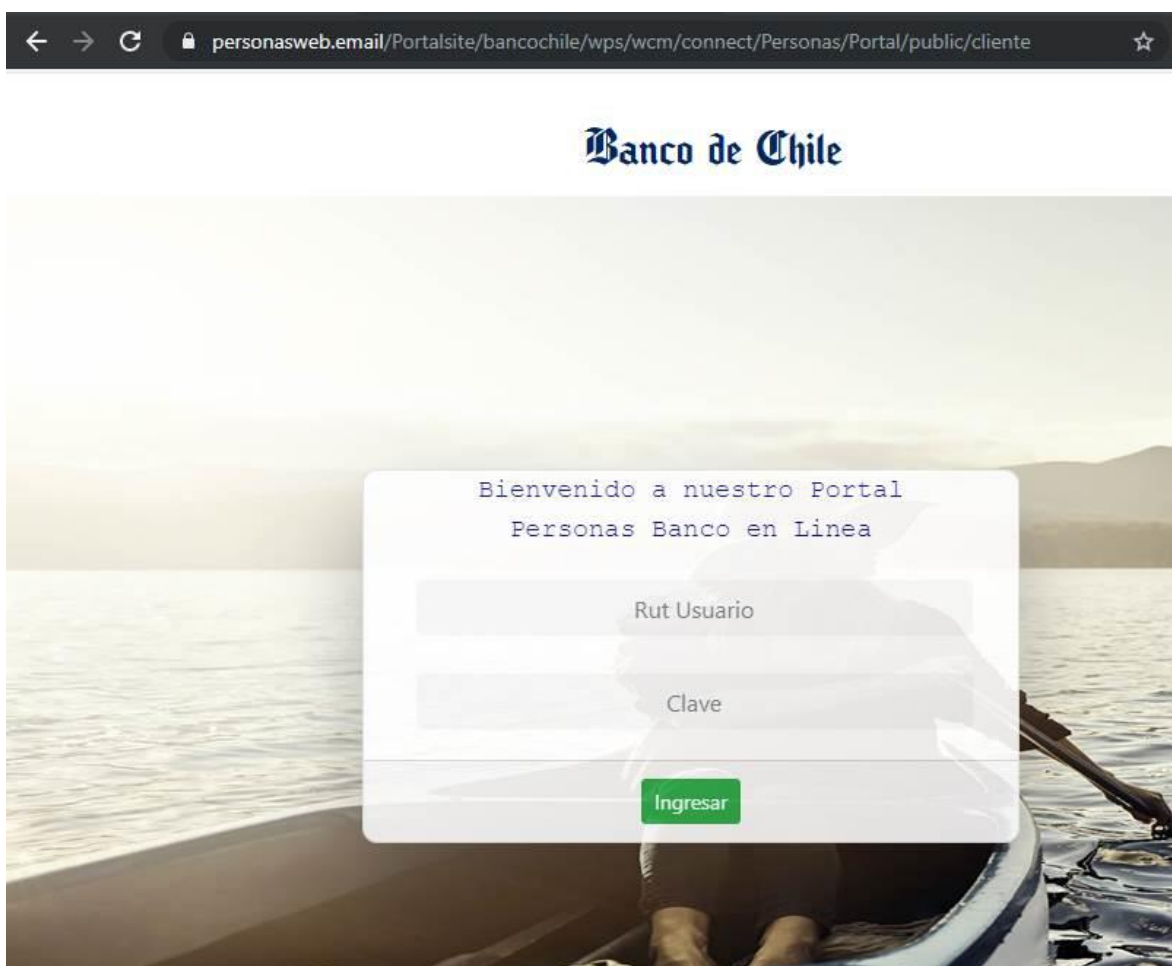 personasweb.email/Portalsite/bancochile/wps/wcm/connect/Personas/Portal/public/cliente
Banco de Chile
Bienvenido a nuestro Portal
Personas Banco en Linea
Rut Usuario
Clave
Ingresar